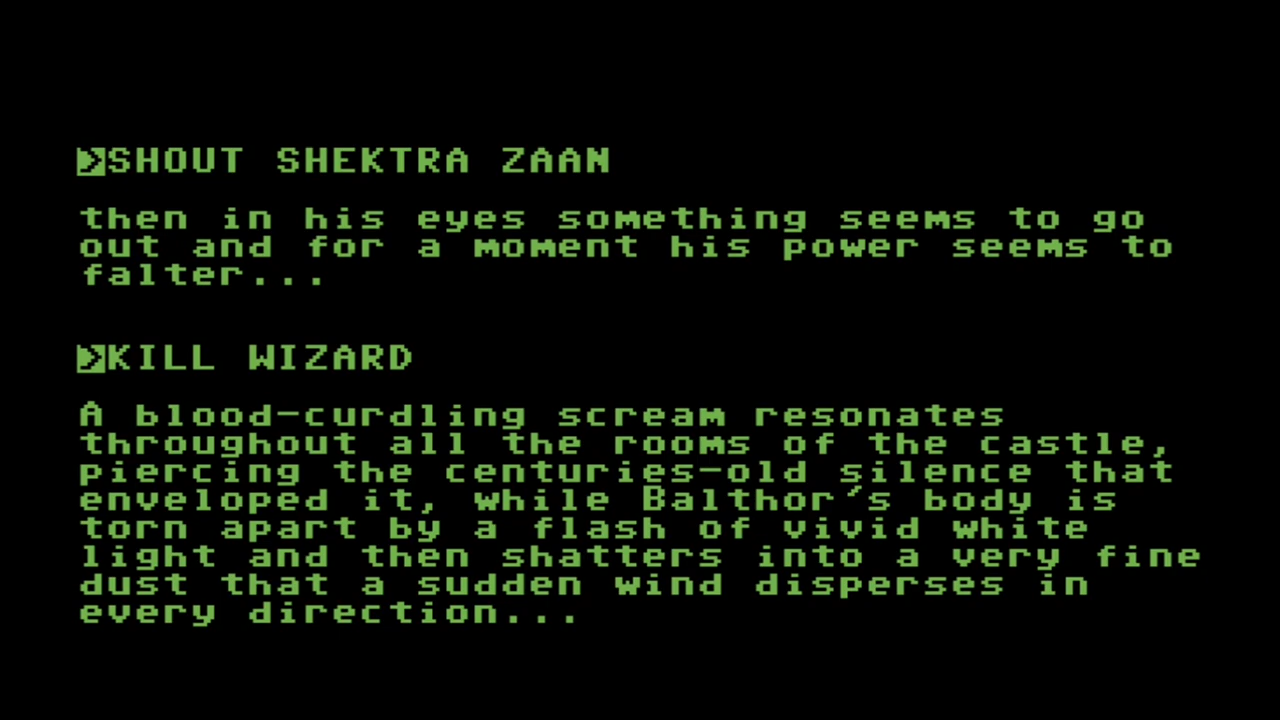 >SHOUT SHEKTRA ZAAN
then in his eyes something seems to go
out and for a moment his power seems to
falter...
>KILL WIZARD
A blood-curdling scream resonates
throughout all the rooms of the castle,
piercing the centuries-old silence that
enveloped it, while Balthor's body is
torn apart by a flash of vivid white
light and then shatters into a very fine
dust that a sudden wind disperses in
every direction...